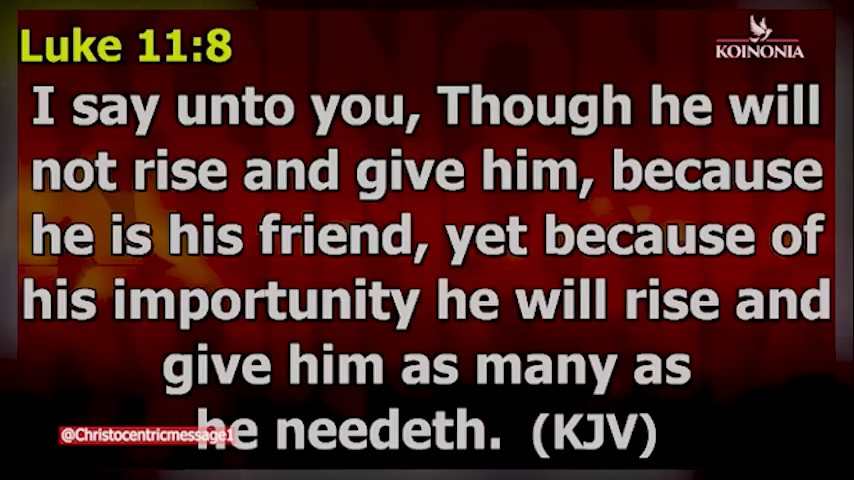 Luke 11:8
KOINONIA
I say unto you, Though he will
not rise and give him, because
he is his friend, yet because of
his importunity he will rise and
give him as many as
he needeth. (KJV)
@Christocentricmessage1